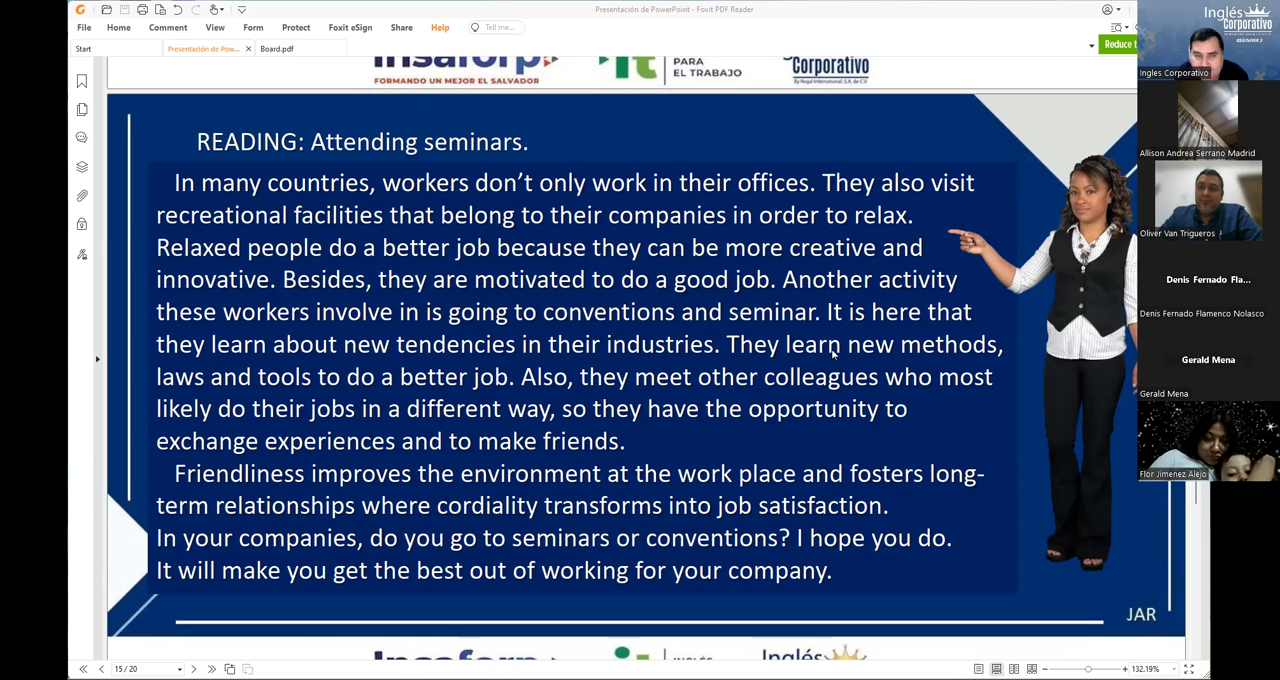 Presentación de PowerPoint - Foxit PDF Reader
File Home Comment View Form Protect Foxit eSign Share Help Tell me...
Start Presentación de Pow... Board.pdf
Reduce t
FORMANDO UN MEJOR EL SALVADOR
PARA
EL TRABAJO
Corporativo
READING: Attending seminars.
In many countries, workers don't only work in their offices. They also visit
recreational facilities that belong to their companies in order to relax.
Relaxed people do a better job because they can be more creative and
innovative. Besides, they are motivated to do a good job. Another activity
these workers involve in is going to conventions and seminar. It is here that
they learn about new tendencies in their industries. They learn new methods,
laws and tools to do a better job. Also, they meet other colleagues who most
likely do their jobs in a different way, so they have the opportunity to
exchange experiences and to make friends.
Friendliness improves the environment at the work place and fosters long-
term relationships where cordiality transforms into job satisfaction.
In your companies, do you go to seminars or conventions? I hope you do.
It will make you get the best out of working for your company.
JAR
15 / 20
132.19%
Inglés
Corporativo
BEGINNER 3
Ingles Corporativo
Allison Andrea Serrano Madrid
Oliver Van Trigueros
Denis Fernado Fla...
Denis Fernado Flamenco Nolasco
Gerald Mena
Gerald Mena
Flor Jimenez Alejo